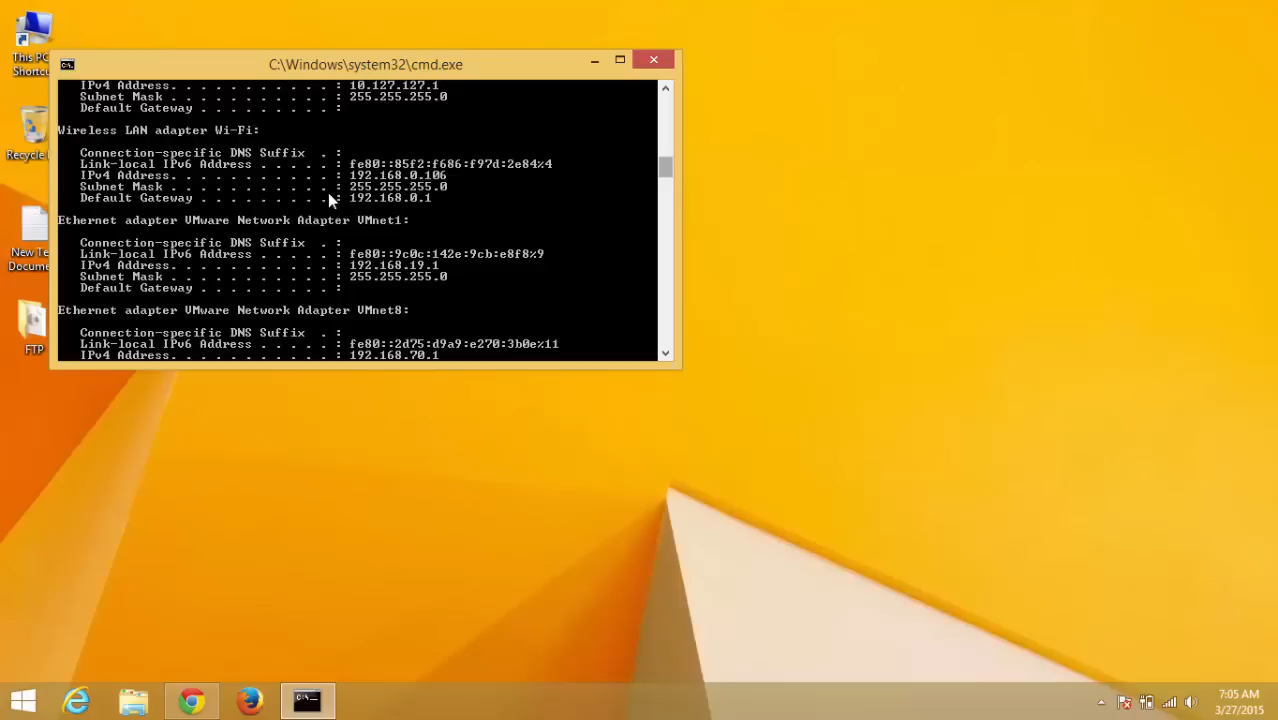 This PC
Shortcu
Recycle
New Te
Docume
FTP
C:\Windows\system32\cmd.exe
IPv4 Address. . . . . . . . . . . : 10.127.127.1
Subnet Mask . . . . . . . . . . . : 255.255.255.0
Default Gateway . . . . . . . . . :
Wireless LAN adapter Wi-Fi:
Connection-specific DNS Suffix  . :
Link-local IPv6 Address . . . . . : fe80::85f2:f686:f97d:2e84%4
IPv4 Address. . . . . . . . . . . : 192.168.0.106
Subnet Mask . . . . . . . . . . . : 255.255.255.0
Default Gateway . . . . . . . . . : 192.168.0.1
Ethernet adapter VMware Network Adapter VMnet1:
Connection-specific DNS Suffix  . :
Link-local IPv6 Address . . . . . : fe80::9c0c:142e:9cb:e8f8%9
IPv4 Address. . . . . . . . . . . : 192.168.19.1
Subnet Mask . . . . . . . . . . . : 255.255.255.0
Default Gateway . . . . . . . . . :
Ethernet adapter VMware Network Adapter VMnet8:
Connection-specific DNS Suffix  . :
Link-local IPv6 Address . . . . . : fe80::2d75:d9a9:e270:3b0e%11
IPv4 Address. . . . . . . . . . . : 192.168.70.1
7:05 AM
3/27/2015